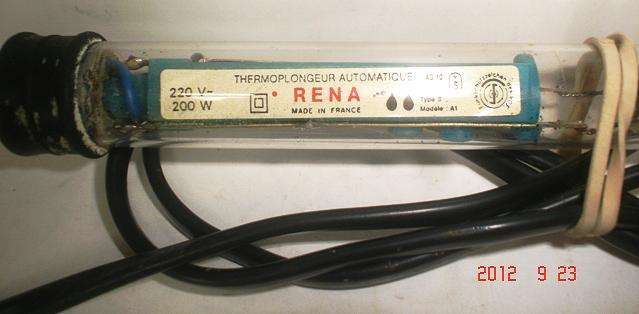 THERMOPLONGEUR AUTOMATIQUE
220 V~
200 W
RENA
MADE IN FRANCE
Type
Modèle : A1
2012 9 23